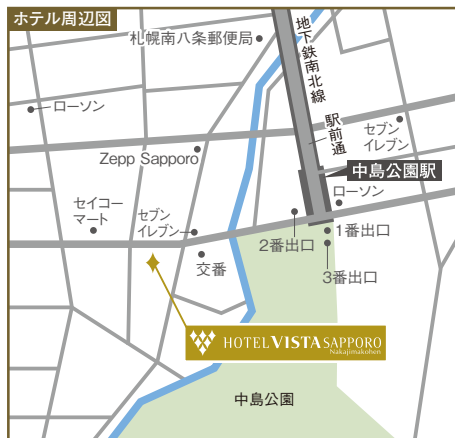 ホテル周辺図
札幌南八条郵便局
地下鉄南北線
駅前通
ローソン
セブン
イレブン
Zepp Sapporo
中島公園駅
セイコー
マート
セブン
イレブン
ローソン
2番出口
1番出口
交番
3番出口
HOTEL VISTA SAPPORO
Nakajimakohen
中島公園